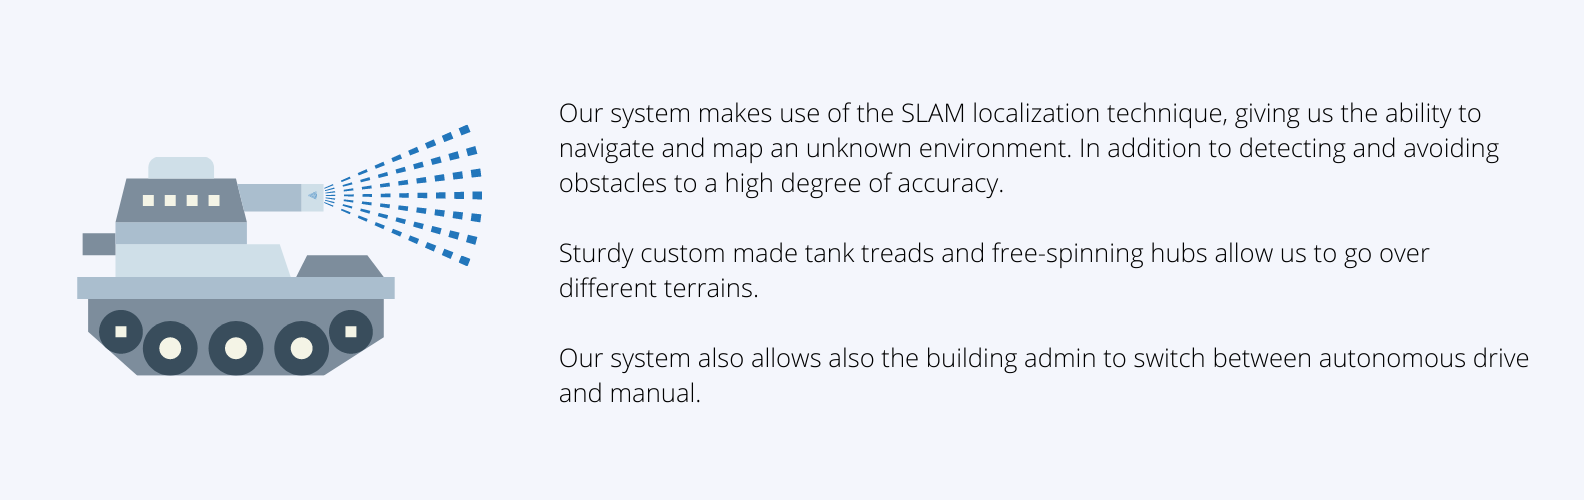 Our system makes use of the SLAM localization technique, giving us the ability to
navigate and map an unknown environment. In addition to detecting and avoiding
obstacles to a high degree of accuracy.
Sturdy custom made tank treads and free-spinning hubs allow us to go over
different terrains.
Our system also allows also the building admin to switch between autonomous drive
and manual.